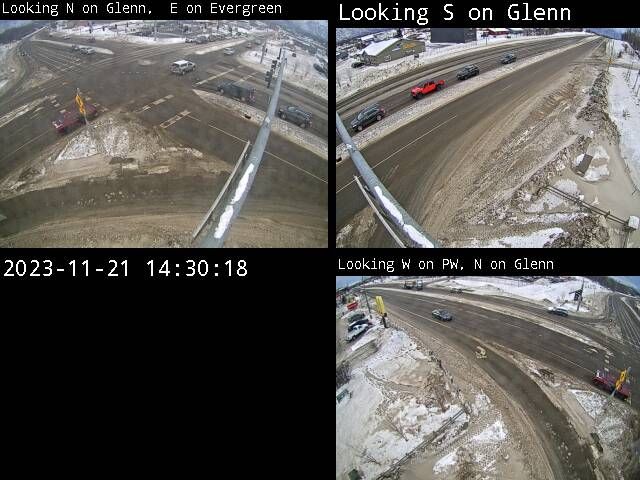 Looking N on Glenn,  E on Evergreen
Looking S on Glenn
2023-11-21 14:30:18
Looking W on PW, N on Glenn